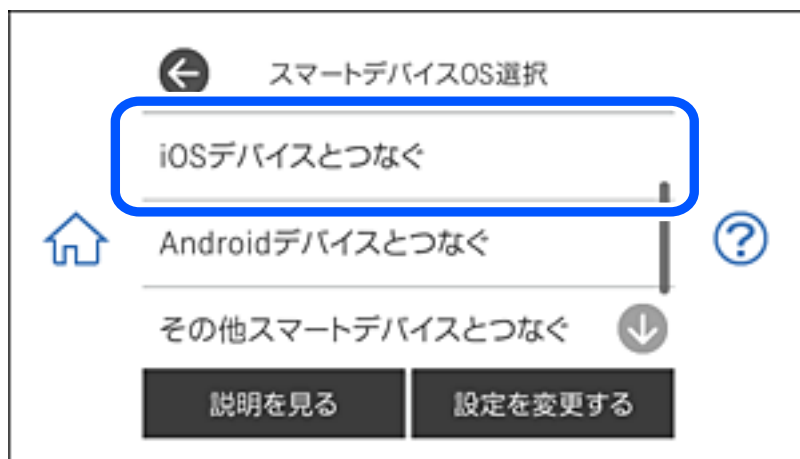 スマートデバイスOS選択
iOSデバイスとつなぐ
Androidデバイスとつなぐ
その他スマートデバイスとつなぐ
説明を見る
設定を変更する